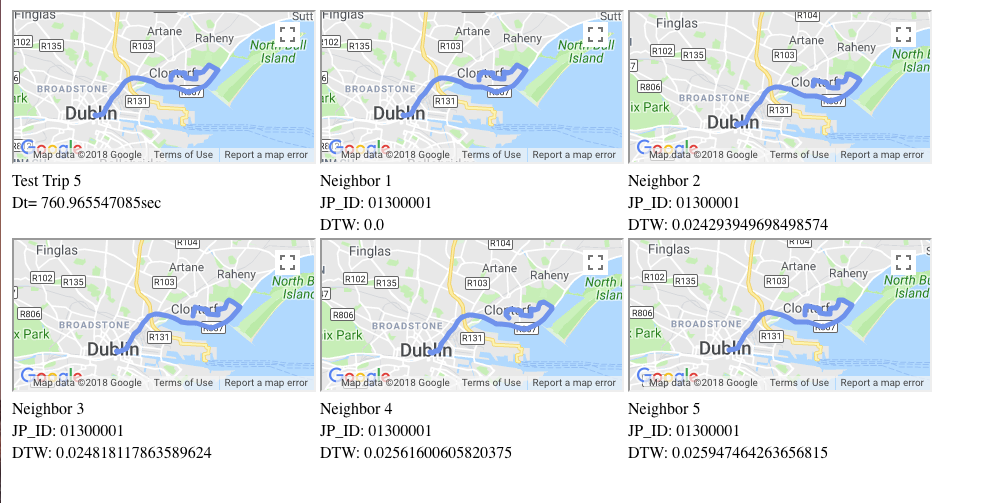 Finglas
Sutt
Artane
Raheny
R102
R135
R103
North Bull
Island
Clontarf
BROADSTONE
R131
R807
Dublin
Google
Map data ©2018 Google
Terms of Use
Report a map error
Test Trip 5
Dt= 760.965547085sec
Finglas
Artane
Raheny
R102
R135
R103
North Bull
Island
Clontarf
BROADSTONE
R131
R807
Dublin
Google
Map data ©2018 Google
Terms of Use
Report a map error
Neighbor 1
JP_ID: 01300001
DTW: 0.0
Finglas
R104
Artane
Raheny
R102
R135
R103
North Bull
Island
R806
Clontarf
BROADSTONE
ix Park
R131
R807
Dublin
Google
Map data ©2018 Google
Terms of Use
Report a map error
Neighbor 2
JP_ID: 01300001
DTW: 0.024293949698498574
Finglas
R104
Artane
Raheny
R102
R135
R103
North Bu
Island
R806
Clontarf
BROADSTONE
ix Park
R131
R807
Dublin
Google
Map data ©2018 Google
Terms of Use
Report a map error
Neighbor 3
JP_ID: 01300001
DTW: 0.024818117863589624
Finglas
R104
Artane
Raheny
R102
R135
R103
North
Isla
R806
Clontarf
BROADSTONE
Park
R131
R807
Dublin
Google
Map data ©2018 Google
Terms of Use
Report a map error
Neighbor 4
JP_ID: 01300001
DTW: 0.02561600605820375
Finglas
R104
Artane
Raheny
R102
R135
R103
North Bu
Island
R806
Clontarf
BROADSTONE
Park
R131
R807
Dublin
Google
Map data ©2018 Google
Terms of Use
Report a map error
Neighbor 5
JP_ID: 01300001
DTW: 0.025947464263656815